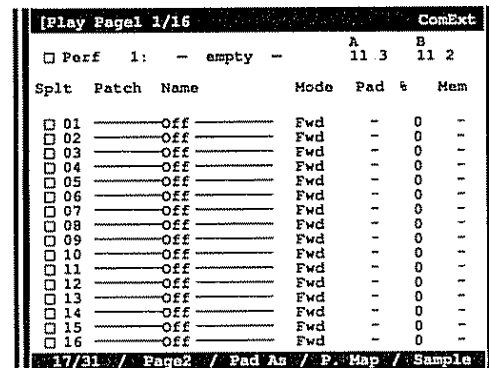 [Play Page1 1/16 ComExt
A B
□ Perf 1: - empty - 11 3 11 2
Splt Patch Name Mode Pad % Mem
□ 01 Off Fwd - 0 -
□ 02 Off Fwd - 0 -
□ 03 Off Fwd - 0 -
□ 04 Off Fwd - 0 -
□ 05 Off Fwd - 0 -
□ 06 Off Fwd - 0 -
□ 07 Off Fwd - 0 -
□ 08 Off Fwd - 0 -
□ 09 Off Fwd - 0 -
□ 10 Off Fwd - 0 -
□ 11 Off Fwd - 0 -
□ 12 Off Fwd - 0 -
□ 13 Off Fwd - 0 -
□ 14 Off Fwd - 0 -
□ 15 Off Fwd - 0 -
□ 16 Off Fwd - 0 -
17/31 / Page2 / Pad As / P. Map / Sample